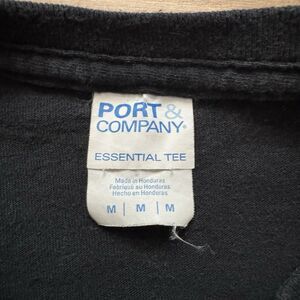 PORT &
COMPANY®
ESSENTIAL TEE
Made in Honduras
Fabriqué au Honduras
Hecho en Honduras
M | M | M